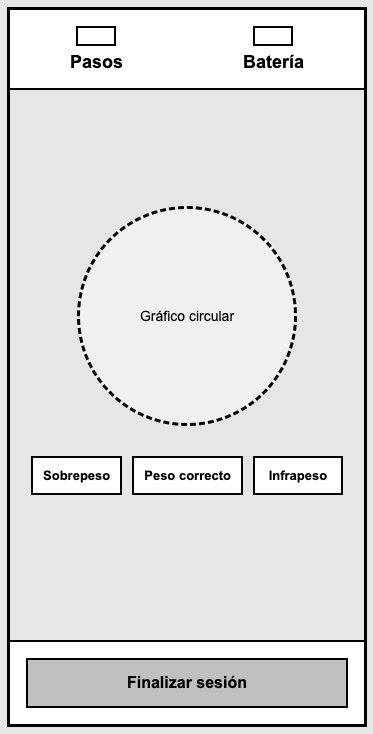 Pasos
Batería
Gráfico circular
Sobrepeso
Peso correcto
Infrapeso
Finalizar sesión